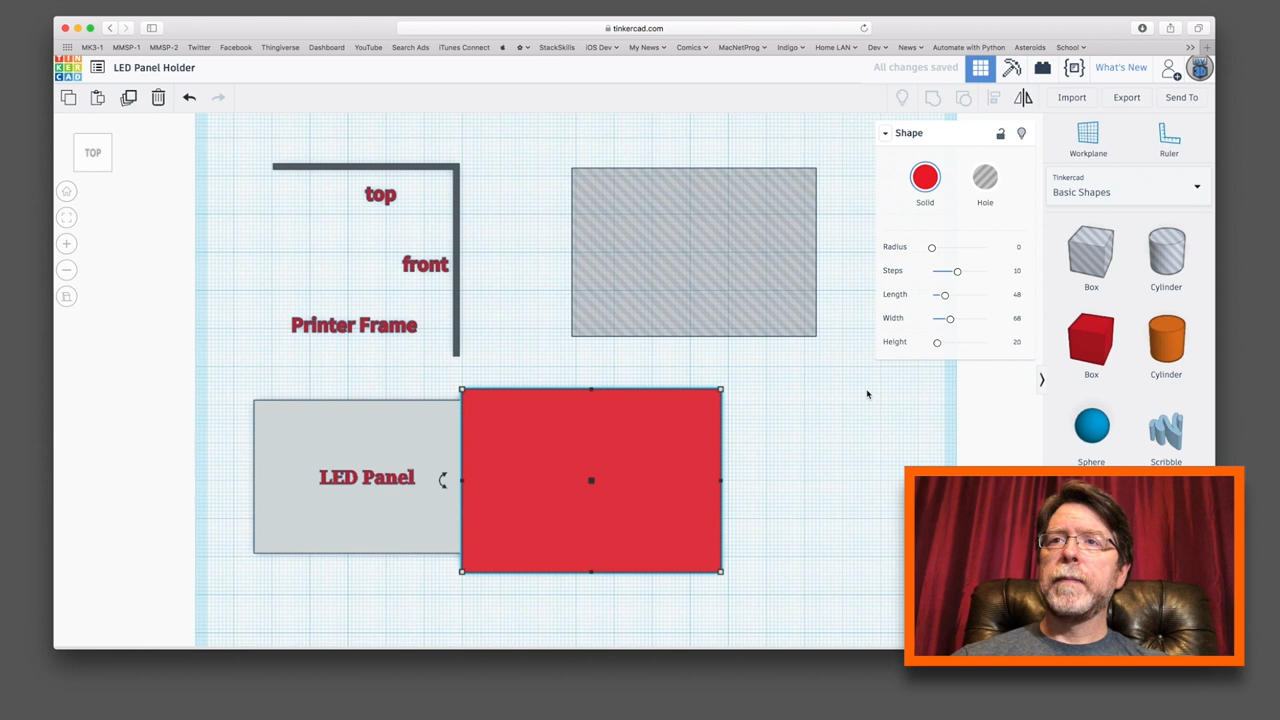 tinkercad.com
MK3-1 MMSP-1 MMSP-2 Twitter Facebook Thingiverse Dashboard YouTube Search Ads iTunes Connect StackSkills iOS Dev My News Comics MacNetProg Indigo Home LAN Dev News Automate with Python Asteroids School >>
TIN
KER
CAD
LED Panel Holder
All changes saved
What's New
Import
Export
Send To
TOP
Shape
Solid
Hole
Radius 0
Steps 10
Length 48
Width 68
Height 20
Workplane
Ruler
Tinkercad
Basic Shapes
Box
Cylinder
Box
Cylinder
Sphere
Scribble
top
front
Printer Frame
LED Panel